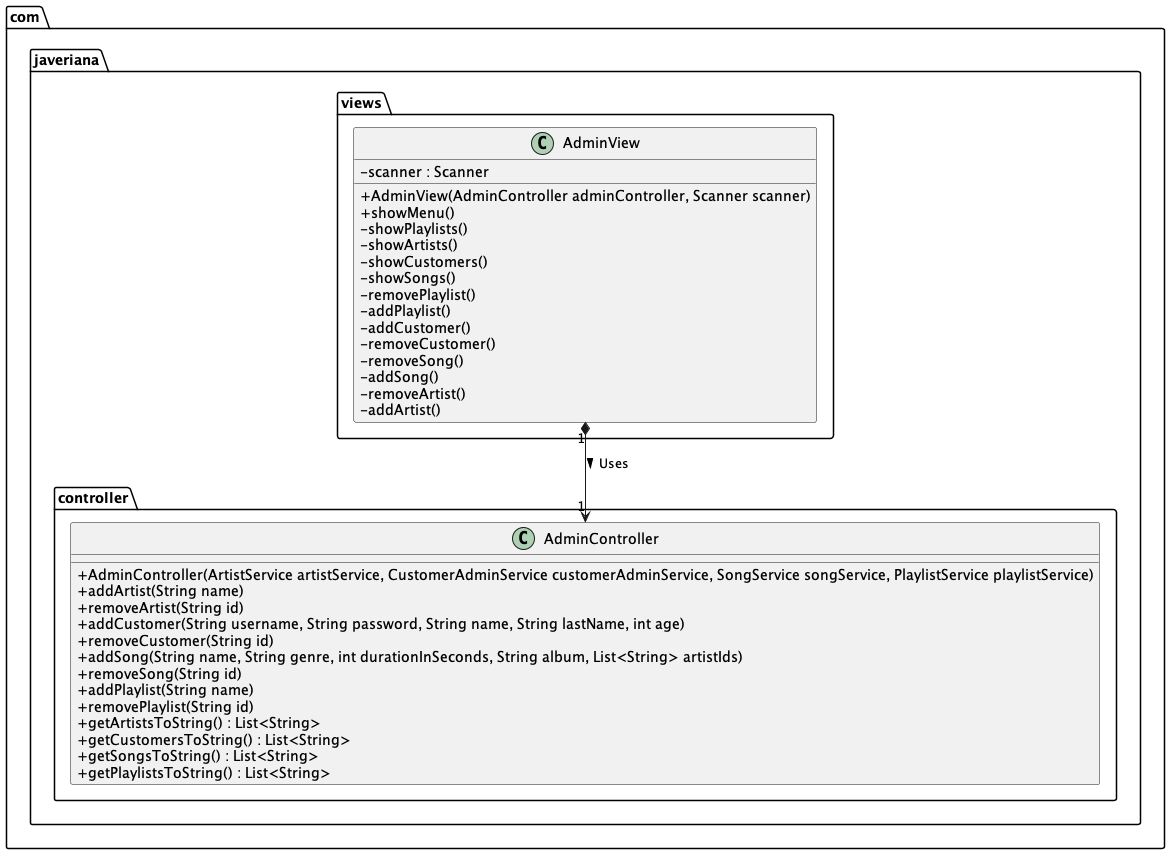 com
javeriana
views
C AdminView
-scanner : Scanner
+AdminView(AdminController adminController, Scanner scanner)
+showMenu()
-showPlaylists()
-showArtists()
-showCustomers()
-showSongs()
-removePlaylist()
-addPlaylist()
-addCustomer()
-removeCustomer()
-removeSong()
-addSong()
-removeArtist()
-addArtist()
1
Uses
controller
1
C AdminController
+AdminController(ArtistService artistService, CustomerAdminService customerAdminService, SongService songService, PlaylistService playlistService)
+addArtist(String name)
+removeArtist(String id)
+addCustomer(String username, String password, String name, String lastName, int age)
+removeCustomer(String id)
+addSong(String name, String genre, int durationInSeconds, String album, List<String> artistIds)
+removeSong(String id)
+addPlaylist(String name)
+removePlaylist(String id)
+getArtistsToString() : List<String>
+getCustomersToString() : List<String>
+getSongsToString() : List<String>
+getPlaylistsToString() : List<String>